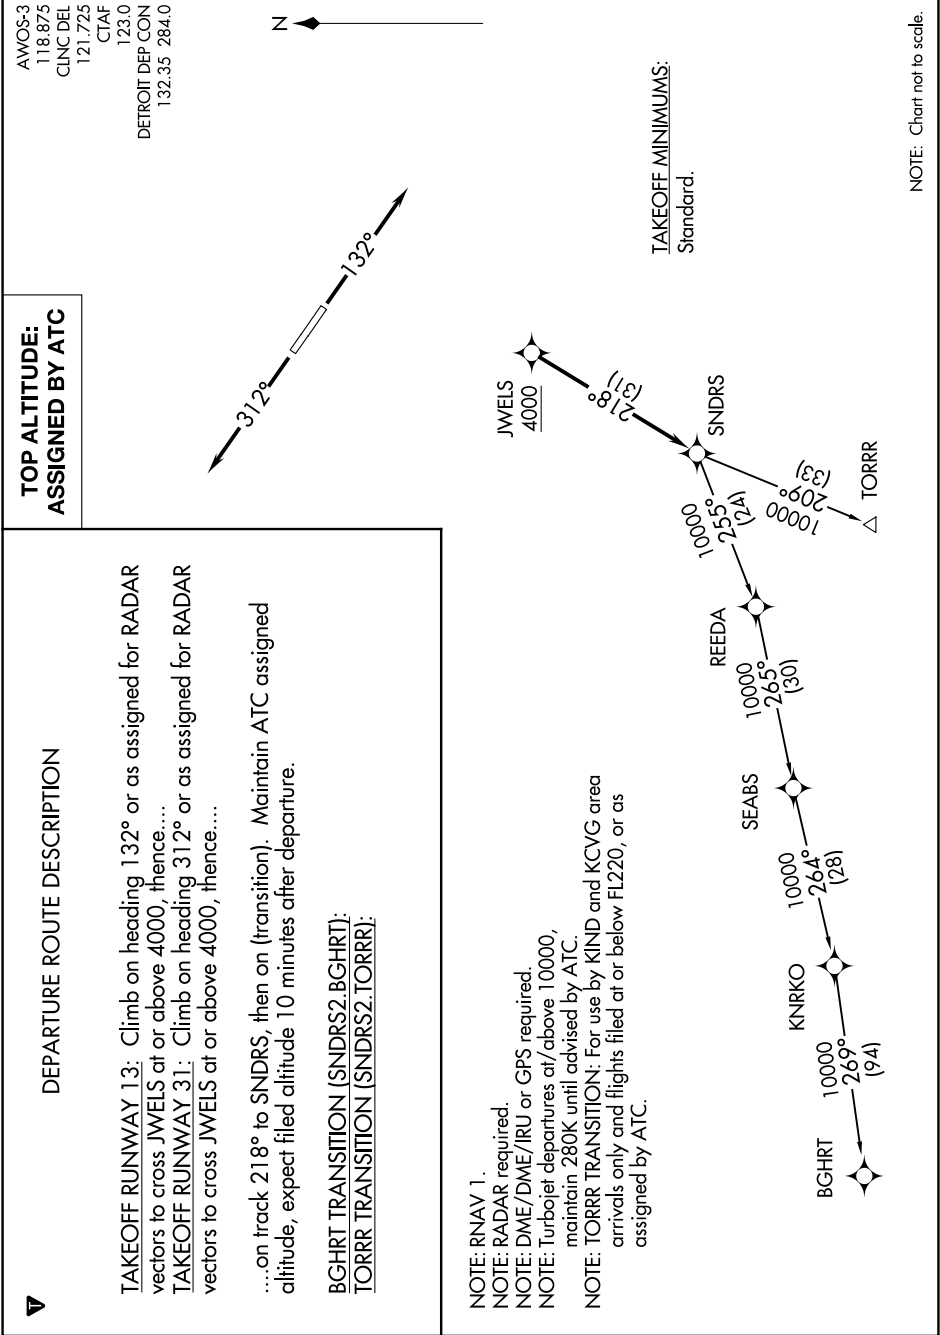 T
DEPARTURE ROUTE DESCRIPTION
TAKEOFF RUNWAY 13: Climb on heading 132° or as assigned for RADAR
vectors to cross JWELS at or above 4000, thence....
TAKEOFF RUNWAY 31: Climb on heading 312° or as assigned for RADAR
vectors to cross JWELS at or above 4000, thence....
....on track 218° to SNDRS, then on (transition). Maintain ATC assigned
altitude, expect filed altitude 10 minutes after departure.
BGHRT TRANSITION (SNDRS2.BGHRT):
TORRR TRANSITION (SNDRS2.TORRR):
TOP ALTITUDE:
ASSIGNED BY ATC
AWOS-3
118.875
CLNC DEL
121.725
CTAF
123.0
DETROIT DEP CON
132.35 284.0
N
312°
132°
JWELS
4000
218°
(31)
SNDRS
10000
255°
(24)
10000
209°
(33)
TORRR
REEDA
10000
265°
(30)
SEABS
10000
264°
(28)
KNRKO
10000
269°
(94)
BGHRT
TAKEOFF MINIMUMS:
Standard.
NOTE: RNAV 1.
NOTE: RADAR required.
NOTE: DME/DME/IRU or GPS required.
NOTE: Turbojet departures at/above 10000,
maintain 280K until advised by ATC.
NOTE: TORRR TRANSITION: For use by KIND and KCVG area
arrivals only and flights filed at or below FL220, or as
assigned by ATC.
NOTE: Chart not to scale.